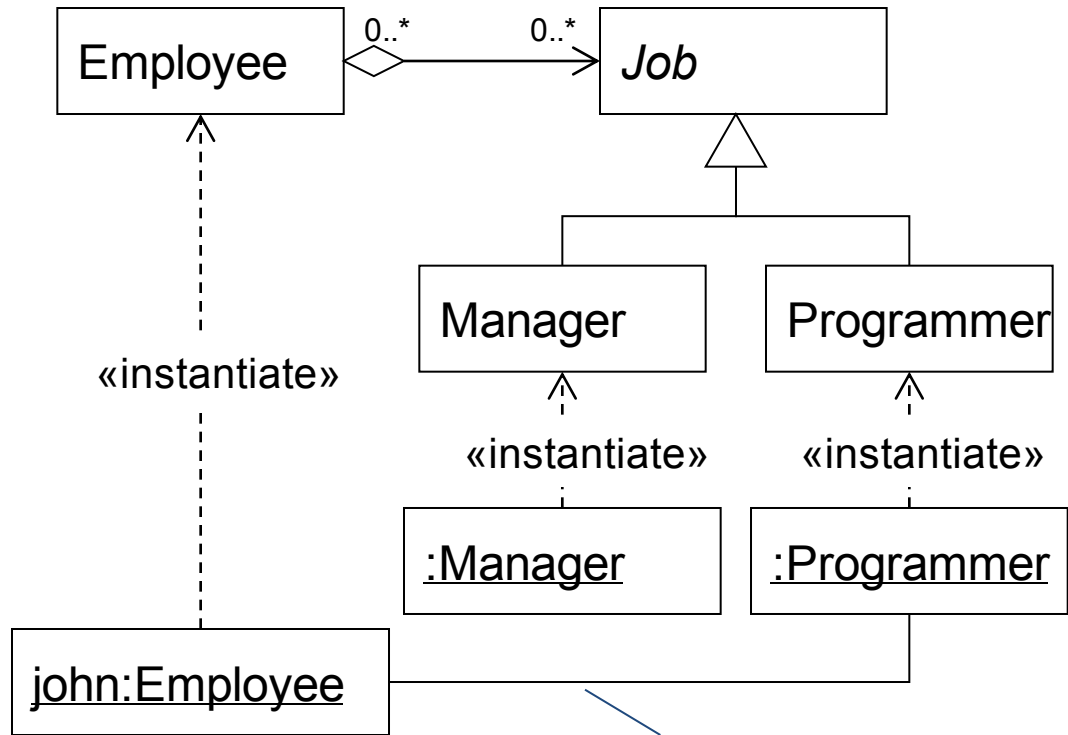 0..* 0..*
Employee Job
Manager Programmer
«instantiate»
«instantiate» «instantiate»
:Manager :Programmer
john:Employee